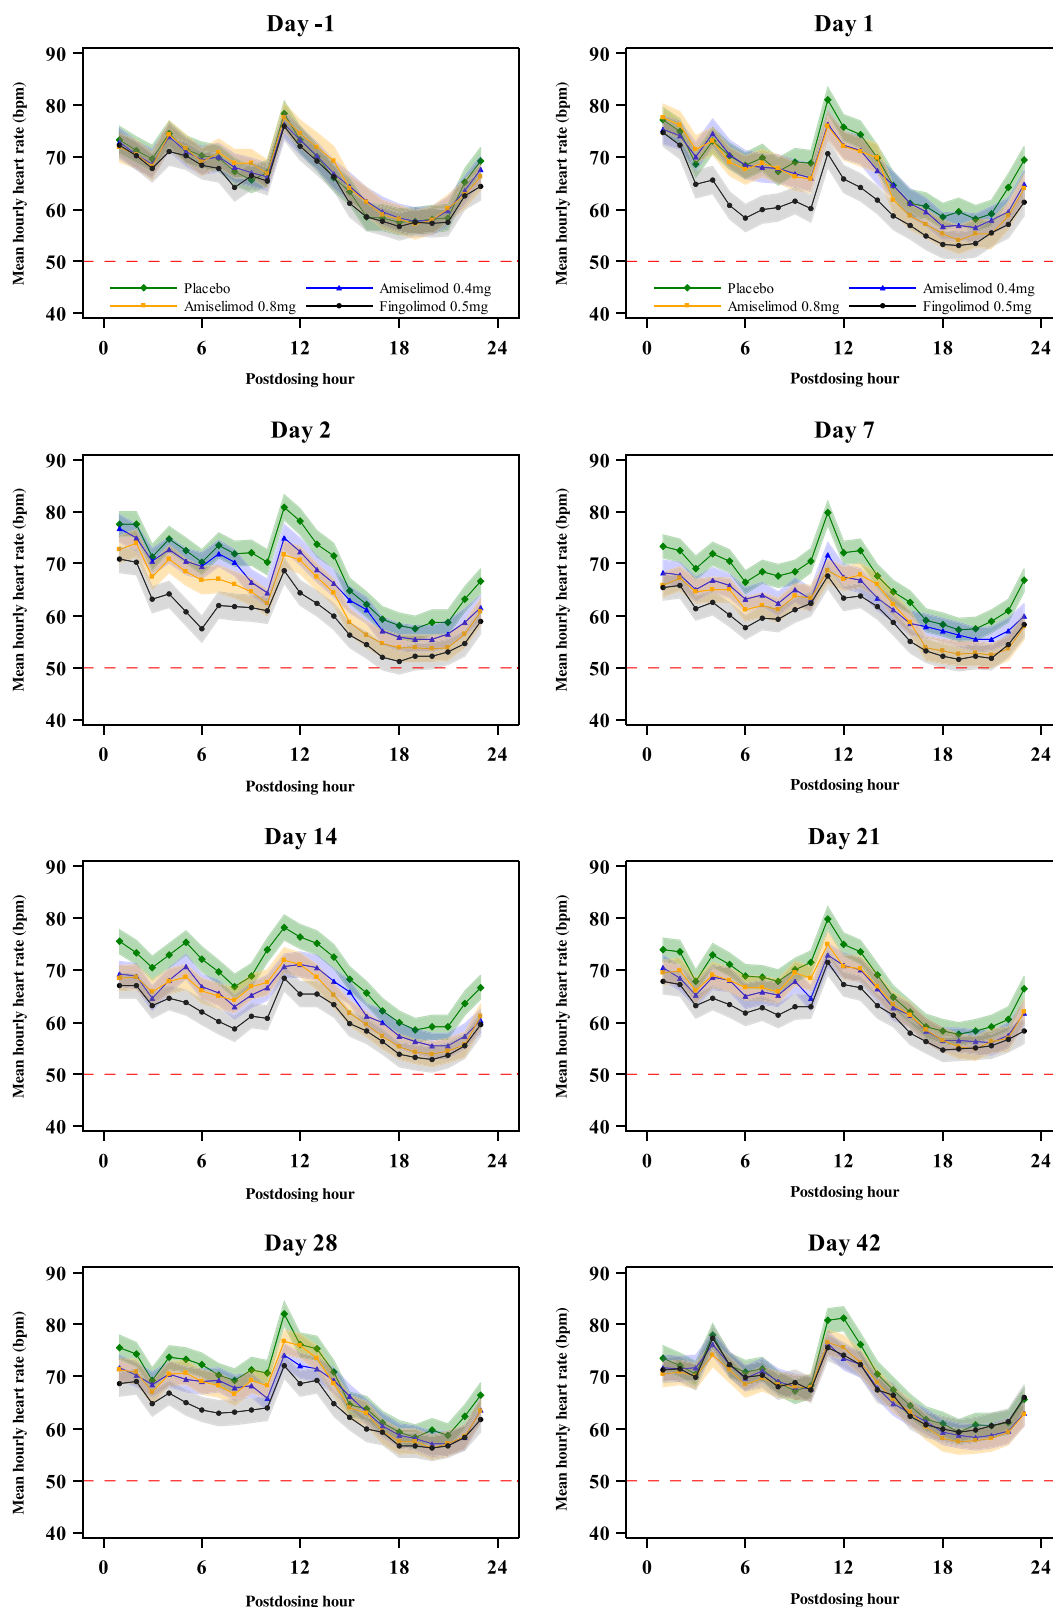 Day -1
Mean hourly heart rate (bpm)
90
80
70
60
50
40
Placebo
Amiselimod 0.4mg
Amiselimod 0.8mg
Fingolimod 0.5mg
0 6 12 18 24
Postdosing hour
Day 1
Mean hourly heart rate (bpm)
90
80
70
60
50
40
Placebo
Amiselimod 0.4mg
Amiselimod 0.8mg
Fingolimod 0.5mg
0 6 12 18 24
Postdosing hour
Day 2
Mean hourly heart rate (bpm)
90
80
70
60
50
40
0 6 12 18 24
Postdosing hour
Day 7
Mean hourly heart rate (bpm)
90
80
70
60
50
40
0 6 12 18 24
Postdosing hour
Day 14
Mean hourly heart rate (bpm)
90
80
70
60
50
40
0 6 12 18 24
Postdosing hour
Day 21
Mean hourly heart rate (bpm)
90
80
70
60
50
40
0 6 12 18 24
Postdosing hour
Day 28
Mean hourly heart rate (bpm)
90
80
70
60
50
40
0 6 12 18 24
Postdosing hour
Day 42
Mean hourly heart rate (bpm)
90
80
70
60
50
40
0 6 12 18 24
Postdosing hour